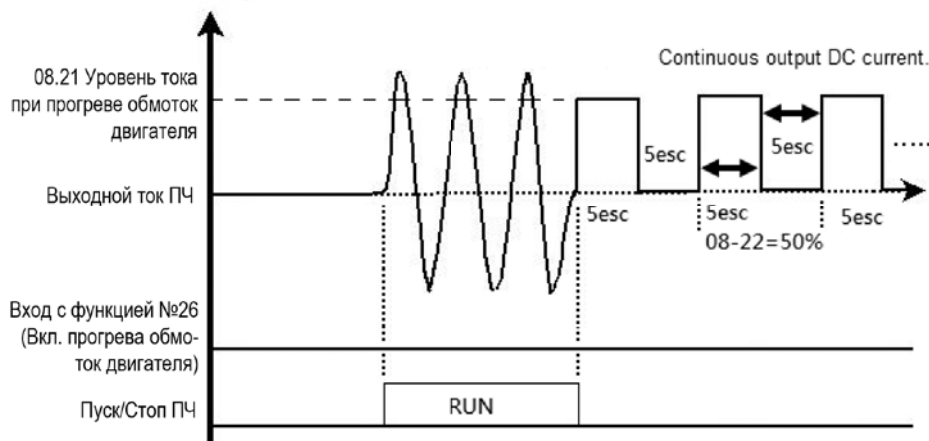 08.21 Уровень тока
при прогреве обмоток
двигателя
Continuous output DC current.
5esc
5esc
Выходной ток ПЧ
5esc
5esc
5esc
08-22=50%
Вход с функцией №26
(Вкл. прогрева обмо-
ток двигателя)
Пуск/Стоп ПЧ
RUN